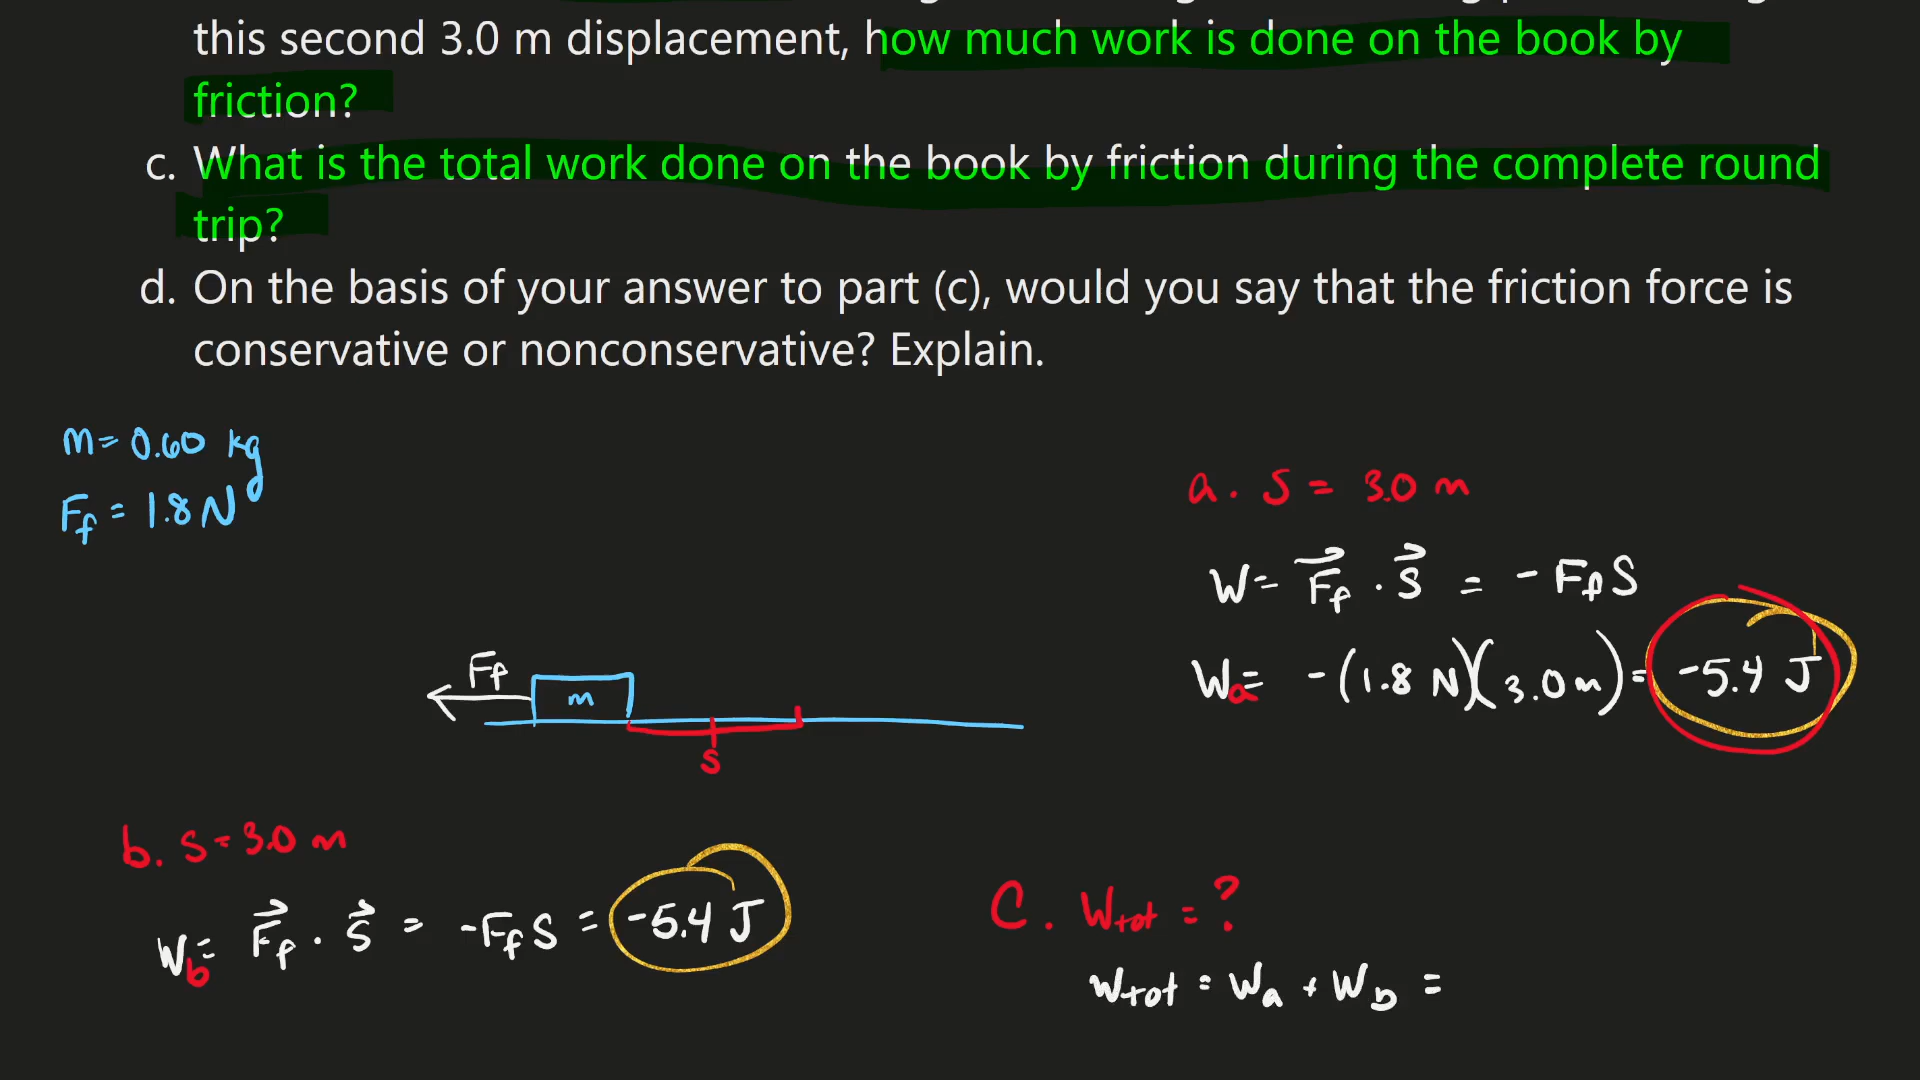 this second 3.0 m displacement, how much work is done on the book by
friction?
c. What is the total work done on the book by friction during the complete round
trip?
d. On the basis of your answer to part (c), would you say that the friction force is
conservative or nonconservative? Explain.
m = 0.60 kg
Ff = 1.8 N
a. S = 3.0 m
W = Ff · S = - Ff S
Wa = -(1.8 N)(3.0 m) = -5.4 J
Ff
m
s
b. S = 3.0 m
Wb = Ff · S = -Ff S = -5.4 J
C. Wtot = ?
Wtot = Wa + Wb =